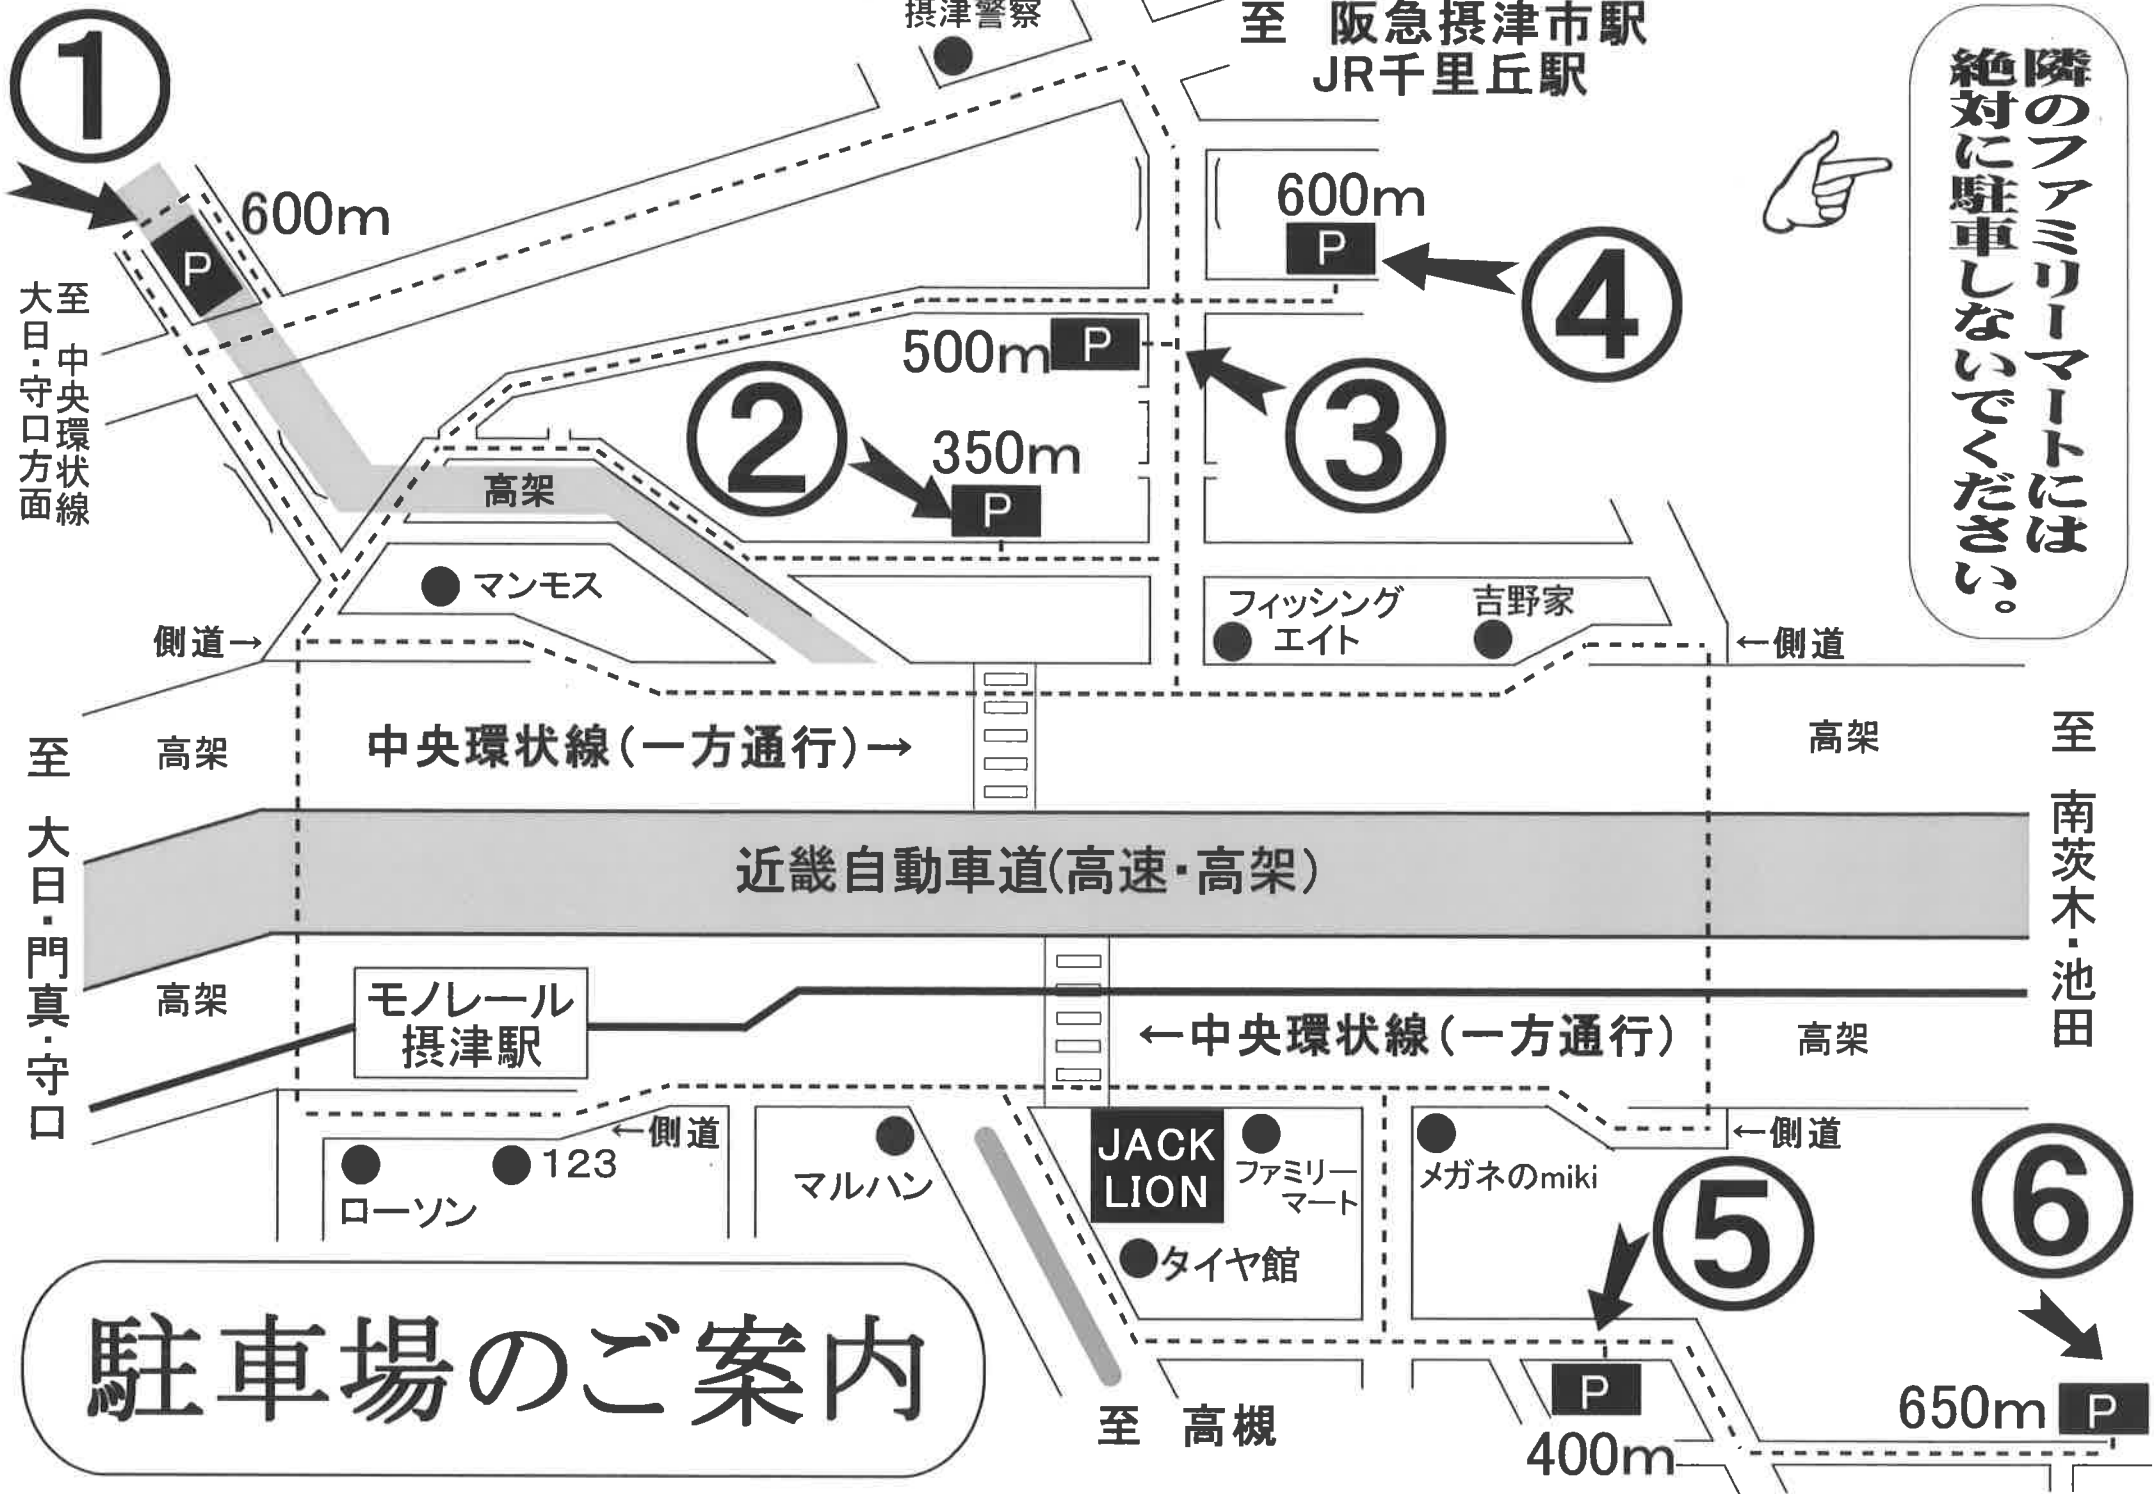 摂津警察
至 阪急摂津市駅
JR千里丘駅
隣のファミリーマートには
絶対に駐車しないでください。
①
600m
P
至 中央環状線
大日・守口方面
600m
P
④
500m
P
③
②
350m
P
高架
マンモス
フィッシング
エイト
吉野家
側道→
←側道
至 大日・門真・守口
高架
中央環状線(一方通行)→
高架
至 南茨木・池田
近畿自動車道(高速・高架)
高架
モノレール
摂津駅
←中央環状線(一方通行)
高架
←側道
←側道
ローソン
123
マルハン
JACK
LION
ファミリー
マート
メガネのmiki
タイヤ館
⑤
⑥
P
400m
650m
P
至 高槻
駐車場のご案内